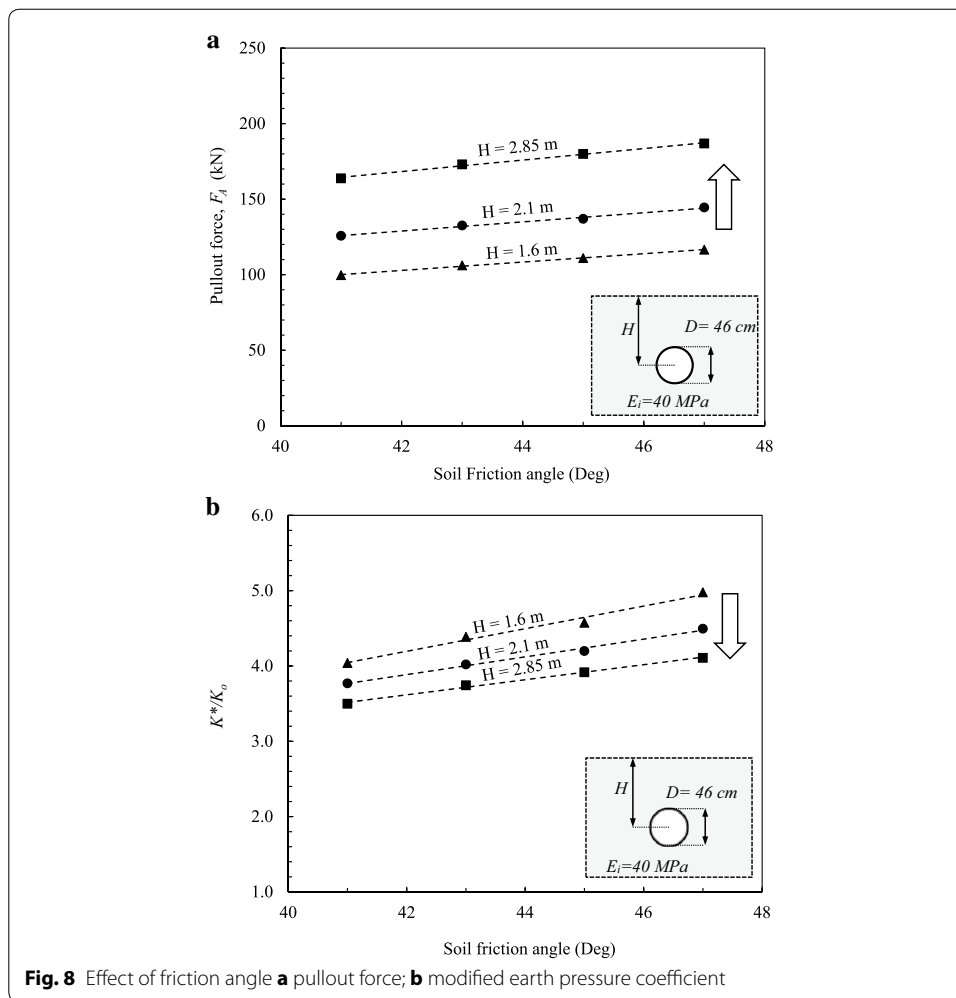 a
250
200
150
100
50
0
Pullout force, F_A (kN)
H = 2.85 m
H = 2.1 m
H = 1.6 m
H
D= 46 cm
E_i=40 MPa
40 42 44 46 48
Soil Friction angle (Deg)
b
6.0
5.0
4.0
3.0
2.0
1.0
K*/K_o
H = 1.6 m
H = 2.1 m
H = 2.85 m
H
D= 46 cm
E_i=40 MPa
40 42 44 46 48
Soil friction angle (Deg)
Fig. 8 Effect of friction angle a pullout force; b modified earth pressure coefficient